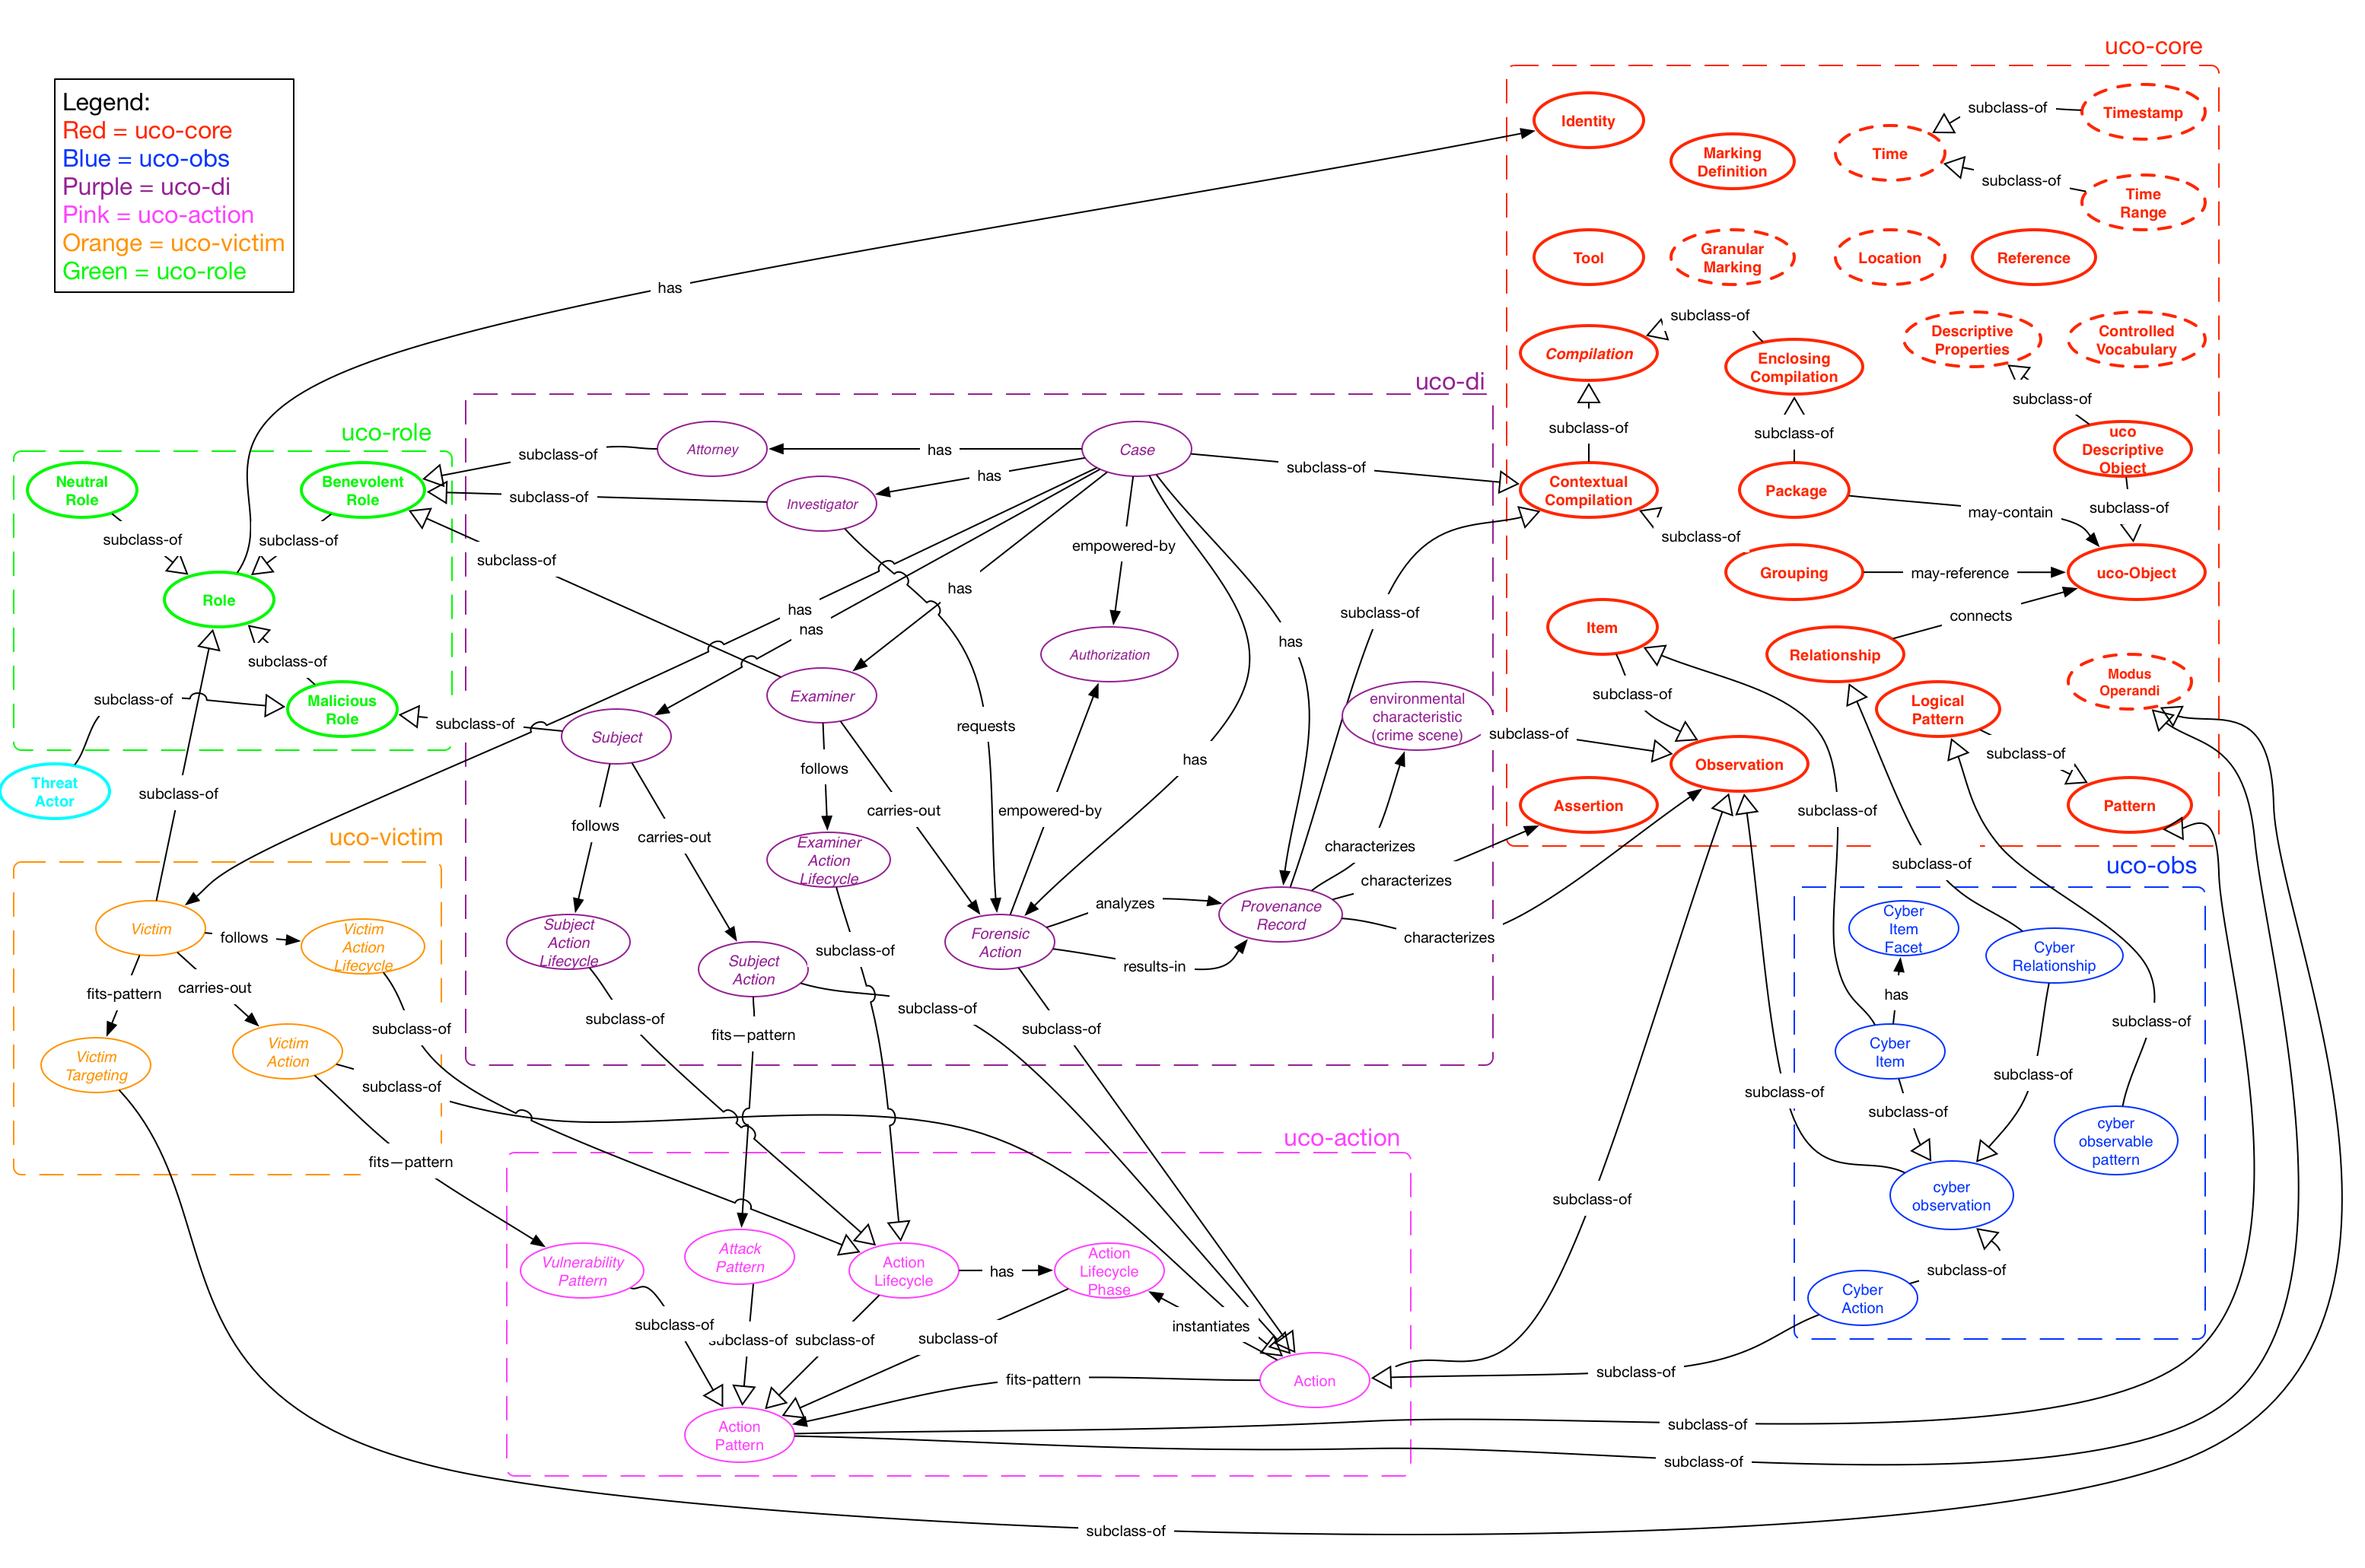 uco-core
Legend:
Red = uco-core
Blue = uco-obs
Purple = uco-di
Pink = uco-action
Orange = uco-victim
Green = uco-role
Identity
Marking
Definition
Time
subclass-of
Timestamp
subclass-of
Time
Range
Tool
Granular
Marking
Location
Reference
has
subclass-of
Compilation
Enclosing
Compilation
Descriptive
Properties
Controlled
Vocabulary
subclass-of
subclass-of
subclass-of
uco
Descriptive
Object
Contextual
Compilation
Package
may-contain
subclass-of
subclass-of
Grouping
may-reference
uco-Object
connects
Item
Relationship
subclass-of
Logical
Pattern
Modus
Operandi
subclass-of
subclass-of
Observation
Assertion
Pattern
uco-di
Attorney
has
Case
subclass-of
subclass-of
has
Investigator
subclass-of
subclass-of
empowered-by
has
has
has
has
subclass-of
Authorization
Examiner
environmental
characteristic
(crime scene)
requests
has
Subject
subclass-of
follows
empowered-by
carries-out
follows
carries-out
Examiner
Action
Lifecycle
characterizes
characterizes
analyzes
Provenance
Record
Forensic
Action
characterizes
results-in
Subject
Action
Lifecycle
Subject
Action
subclass-of
subclass-of
subclass-of
subclass-of
fits—pattern
uco-role
Neutral
Role
Benevolent
Role
subclass-of
subclass-of
Role
subclass-of
subclass-of
Malicious
Role
Threat
Actor
subclass-of
uco-victim
Victim
follows
Victim
Action
Lifecycle
fits-pattern
carries-out
subclass-of
Victim
Targeting
Victim
Action
subclass-of
fits—pattern
uco-obs
subclass-of
subclass-of
Cyber
Item
Facet
Cyber
Relationship
has
subclass-of
Cyber
Item
subclass-of
subclass-of
subclass-of
cyber
observable
pattern
cyber
observation
subclass-of
Cyber
Action
subclass-of
subclass-of
uco-action
Vulnerability
Pattern
Attack
Pattern
Action
Lifecycle
has
Action
Lifecycle
Phase
subclass-of
subclass-of
subclass-of
subclass-of
instantiates
fits-pattern
Action
Action
Pattern
subclass-of
subclass-of
subclass-of